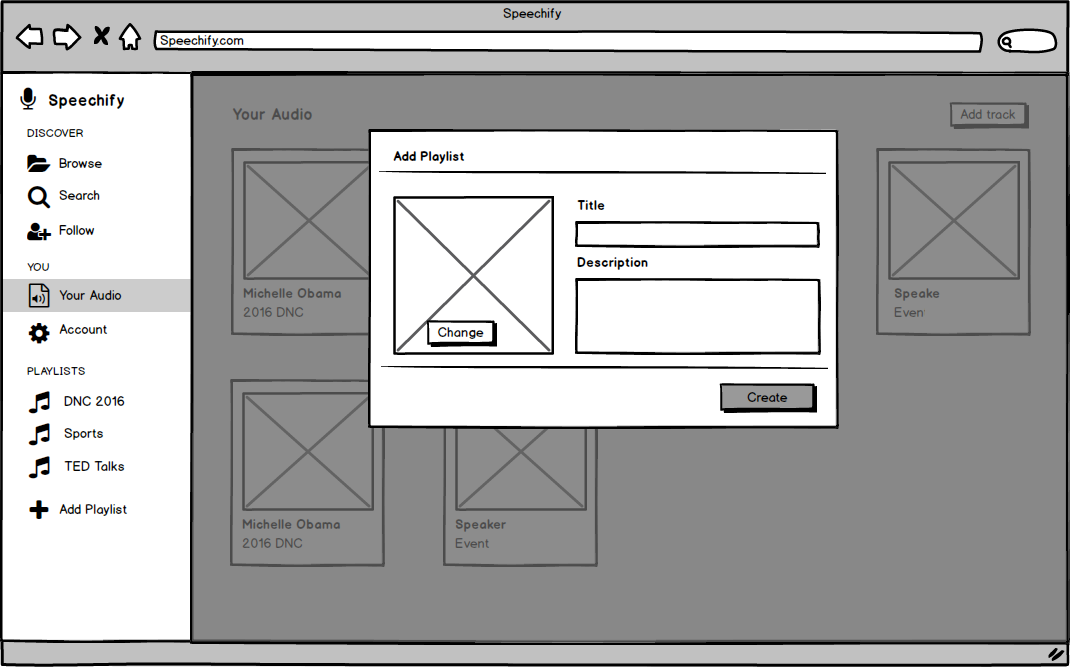 Speechify
Speechify.com
Speechify
DISCOVER
Browse
Search
Follow
YOU
Your Audio
Account
PLAYLISTS
DNC 2016
Sports
TED Talks
Add Playlist
Your Audio
Add track
Michelle Obama
2016 DNC
Speake
Even
Michelle Obama
2016 DNC
Speaker
Event
Add Playlist
Title
Description
Change
Create